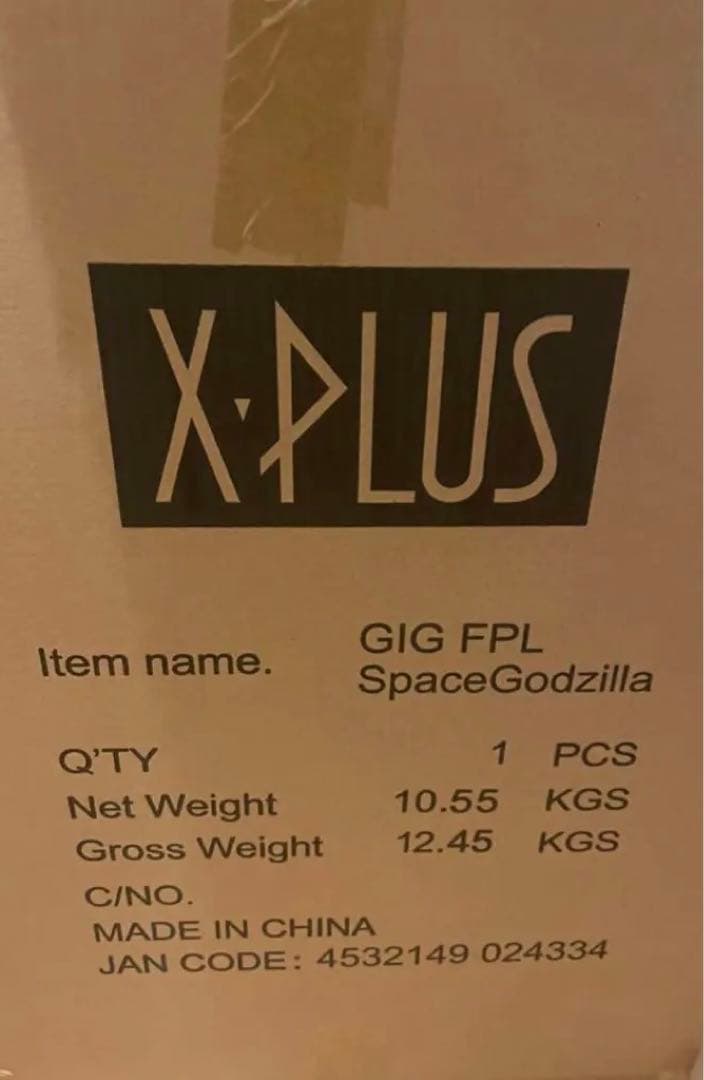 X·PLUS
Item name. GIG FPL
SpaceGodzilla
Q'TY 1 PCS
Net Weight 10.55 KGS
Gross Weight 12.45 KGS
C/NO.
MADE IN CHINA
JAN CODE: 4532149 024334